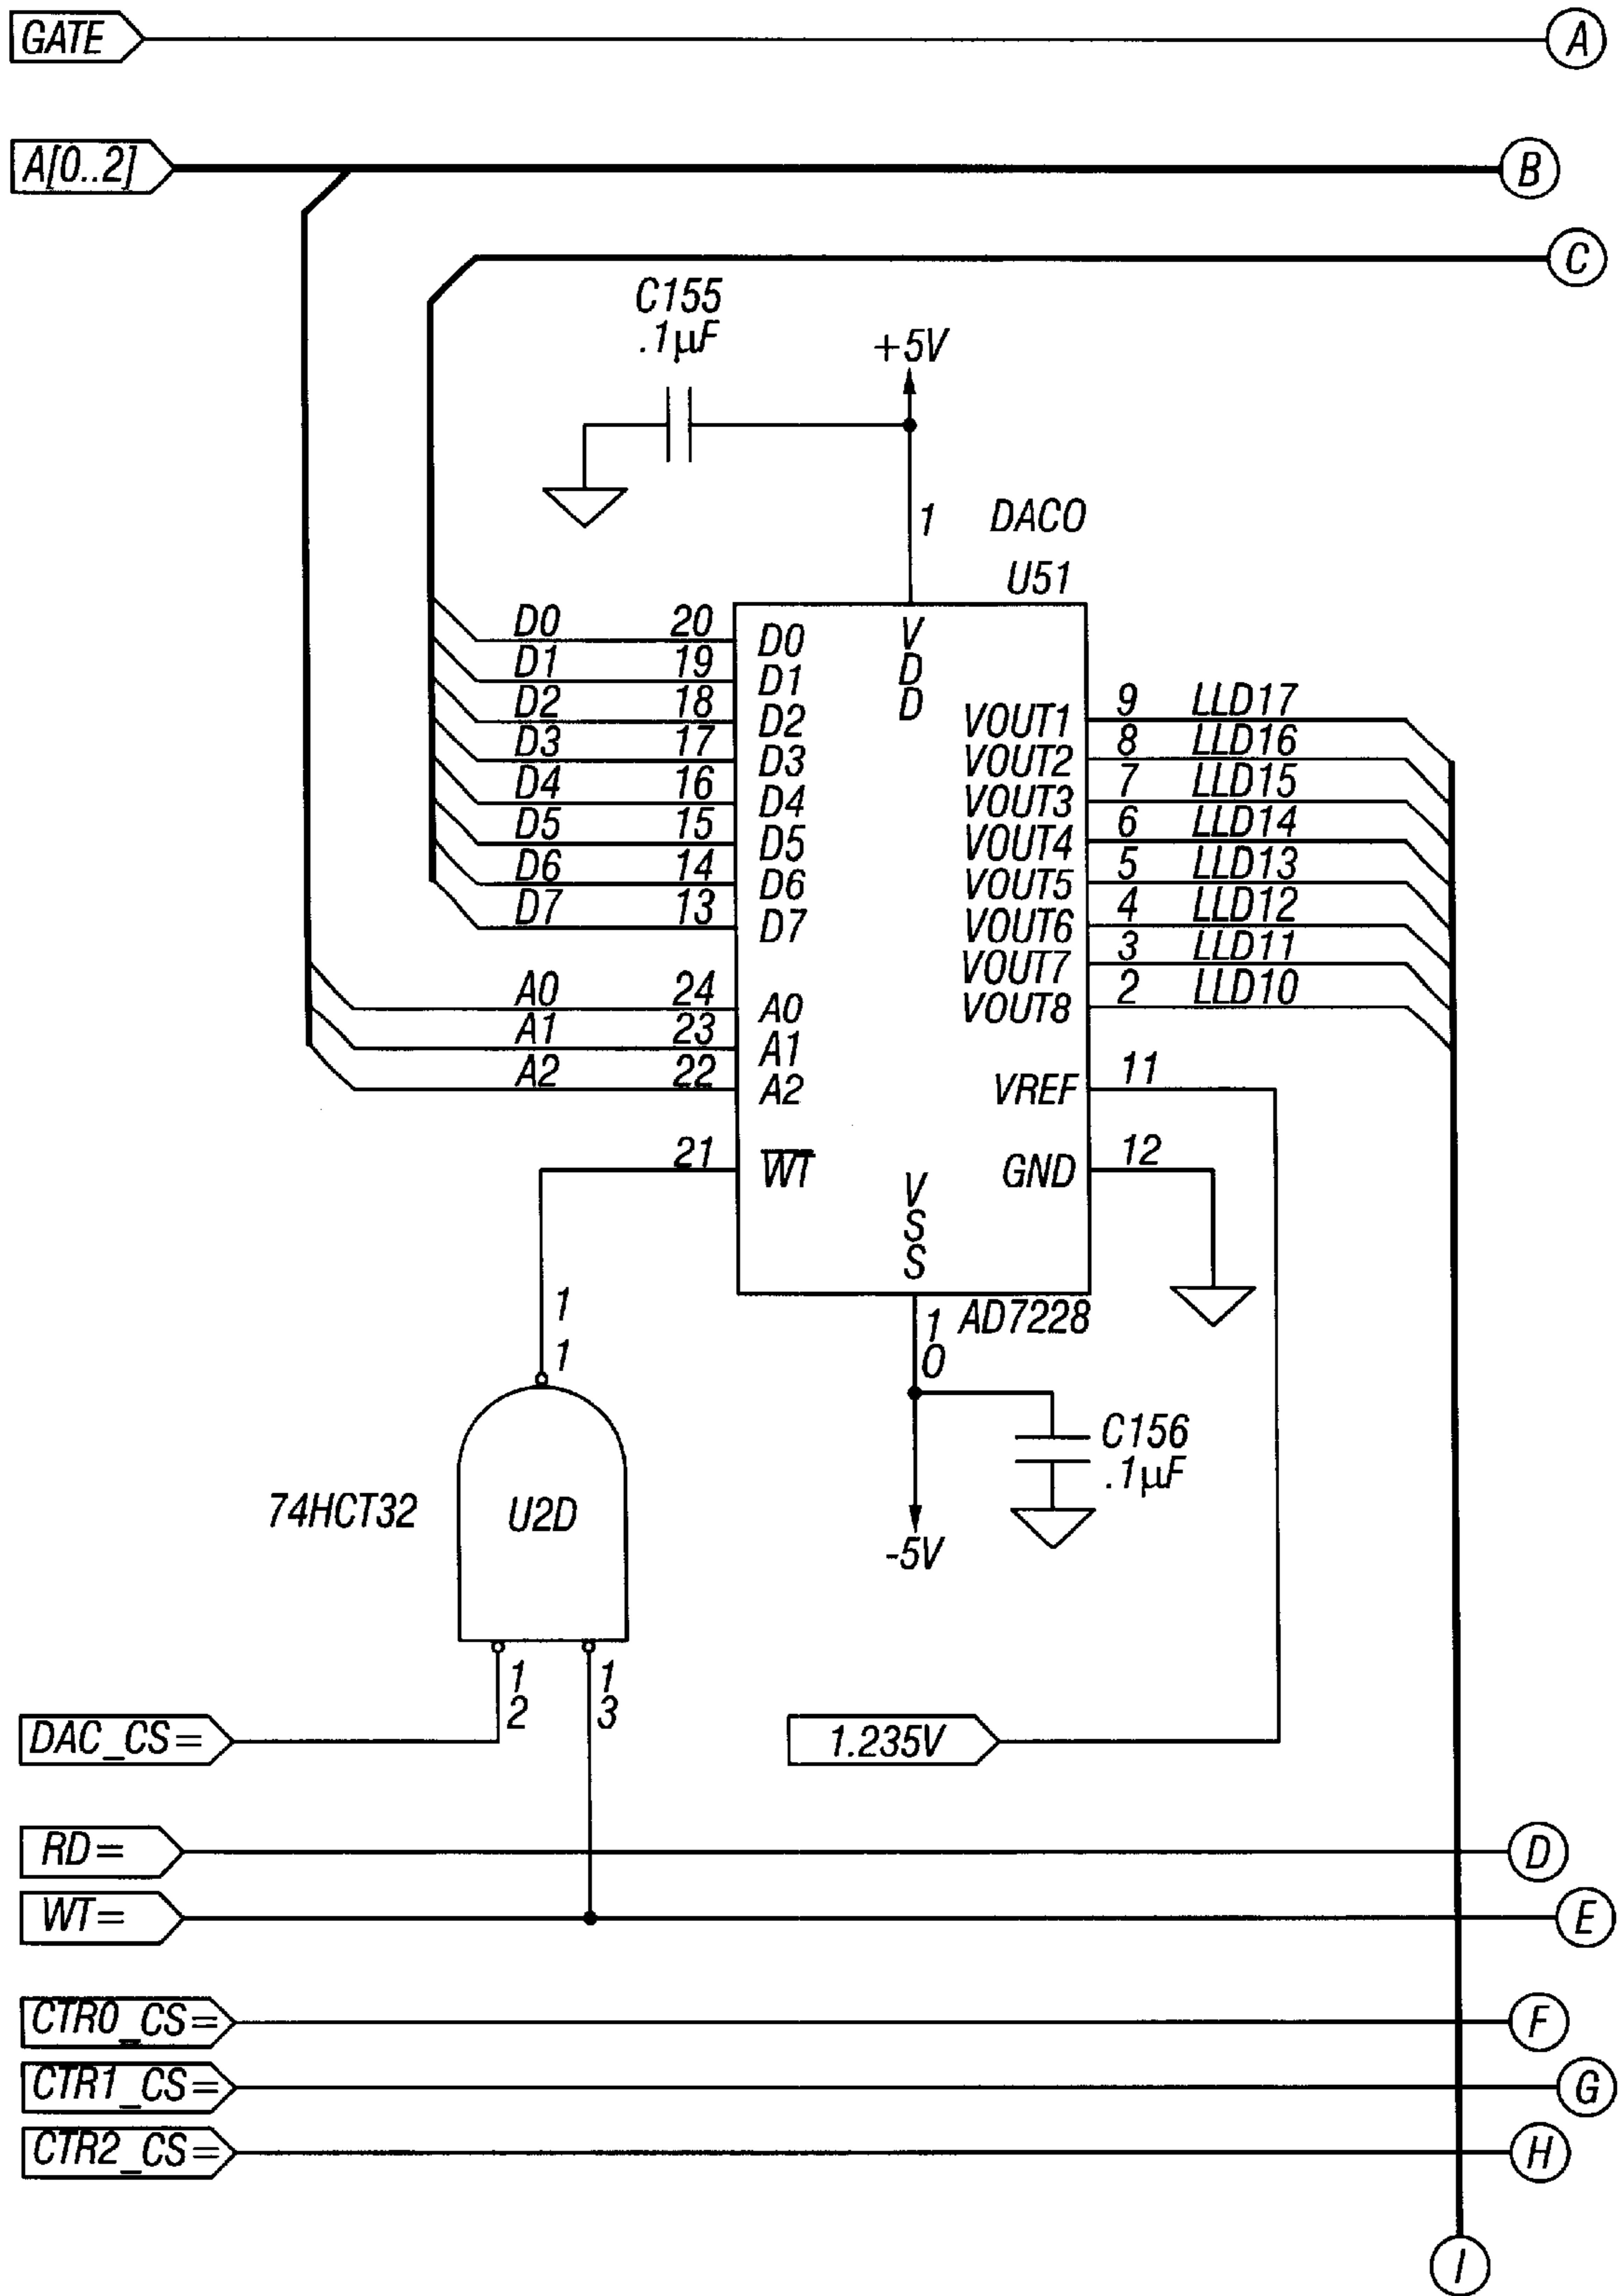 GATE
A
A[0..2]
B
C
C155
.1µF
+5V
1
DACO
U51
D0 20 D0
D1 19 D1
D2 18 D2
D3 17 D3
D4 16 D4
D5 15 D5
D6 14 D6
D7 13 D7
A0 24 A0
A1 23 A1
A2 22 A2
21 WT
V
D
D
VOUT1 9 LLD17
VOUT2 8 LLD16
VOUT3 7 LLD15
VOUT4 6 LLD14
VOUT5 5 LLD13
VOUT6 4 LLD12
VOUT7 3 LLD11
VOUT8 2 LLD10
VREF 11
GND 12
V
S
S
1
0
AD7228
1
1
C156
.1µF
-5V
74HCT32
U2D
1
2
1
3
DAC_CS=
1.235V
RD=
D
WT=
E
CTR0_CS=
F
CTR1_CS=
G
CTR2_CS=
H
I